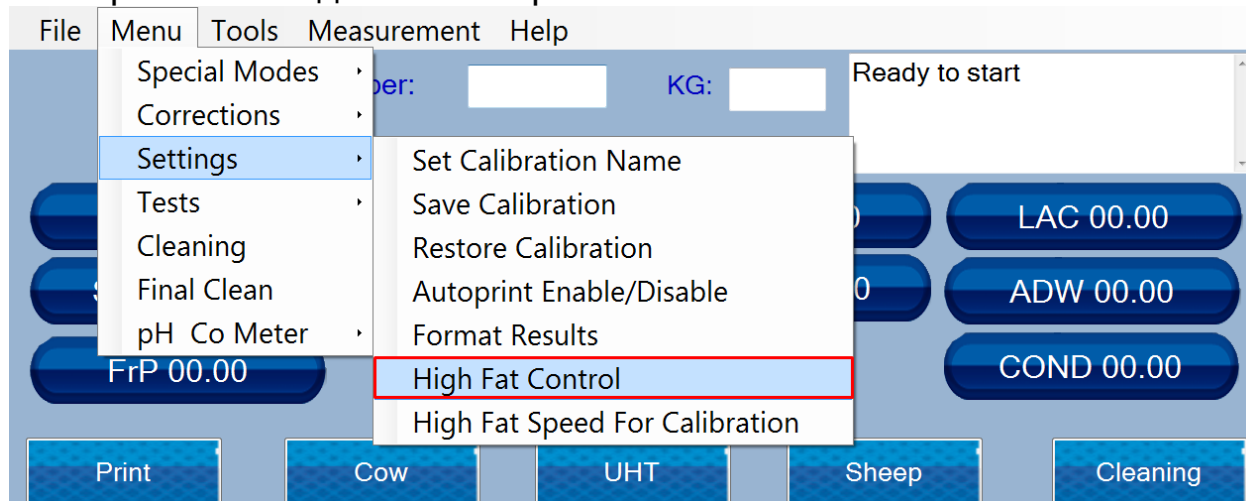 File Menu Tools Measurement Help
Special Modes
KG:
Ready to start
Corrections
Settings
Set Calibration Name
Tests
Save Calibration
LAC 00.00
Cleaning
Restore Calibration
Final Clean
Autoprint Enable/Disable
ADW 00.00
pH Co Meter
Format Results
FrP 00.00
High Fat Control
COND 00.00
High Fat Speed For Calibration
Print Cow UHT Sheep Cleaning